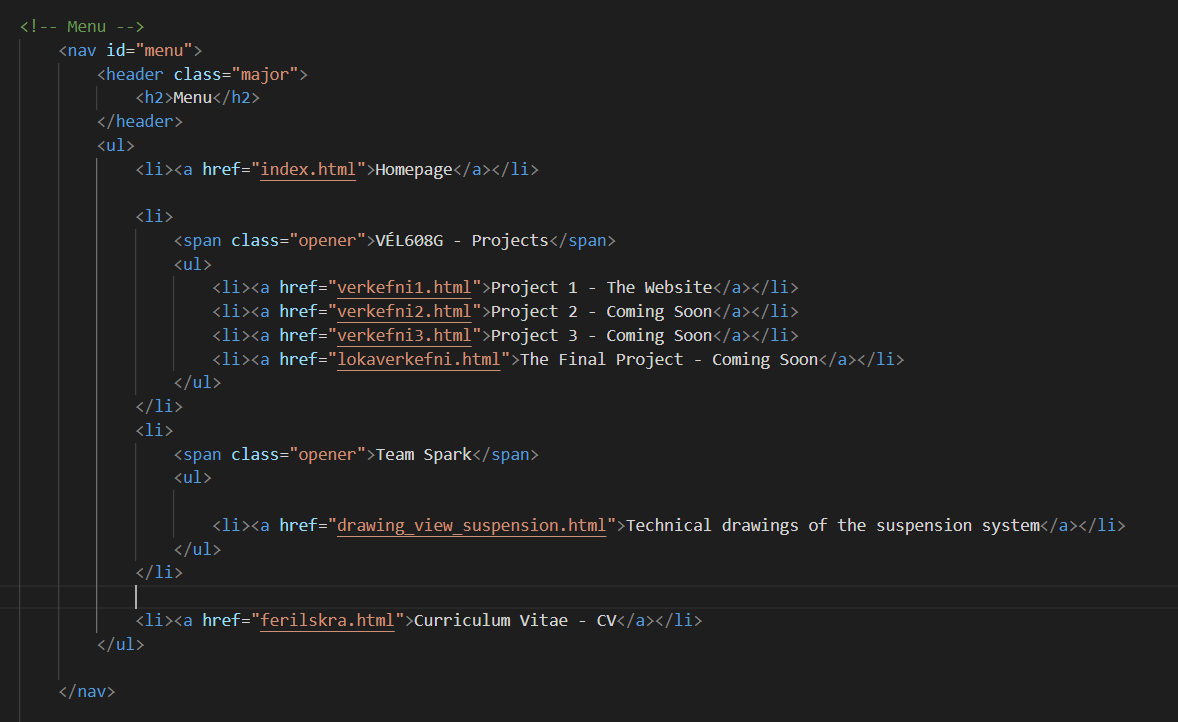 <!-- Menu -->
<nav id="menu">
<header class="major">
<h2>Menu</h2>
</header>
<ul>
<li><a href="index.html">Homepage</a></li>
<li>
<span class="opener">VÉL608G - Projects</span>
<ul>
<li><a href="verkefni1.html">Project 1 - The Website</a></li>
<li><a href="verkefni2.html">Project 2 - Coming Soon</a></li>
<li><a href="verkefni3.html">Project 3 - Coming Soon</a></li>
<li><a href="lokaverkefni.html">The Final Project - Coming Soon</a></li>
</ul>
</li>
<li>
<span class="opener">Team Spark</span>
<ul>
<li><a href="drawing_view_suspension.html">Technical drawings of the suspension system</a></li>
</ul>
</li>
<li><a href="ferilskra.html">Curriculum Vitae - CV</a></li>
</ul>
</nav>